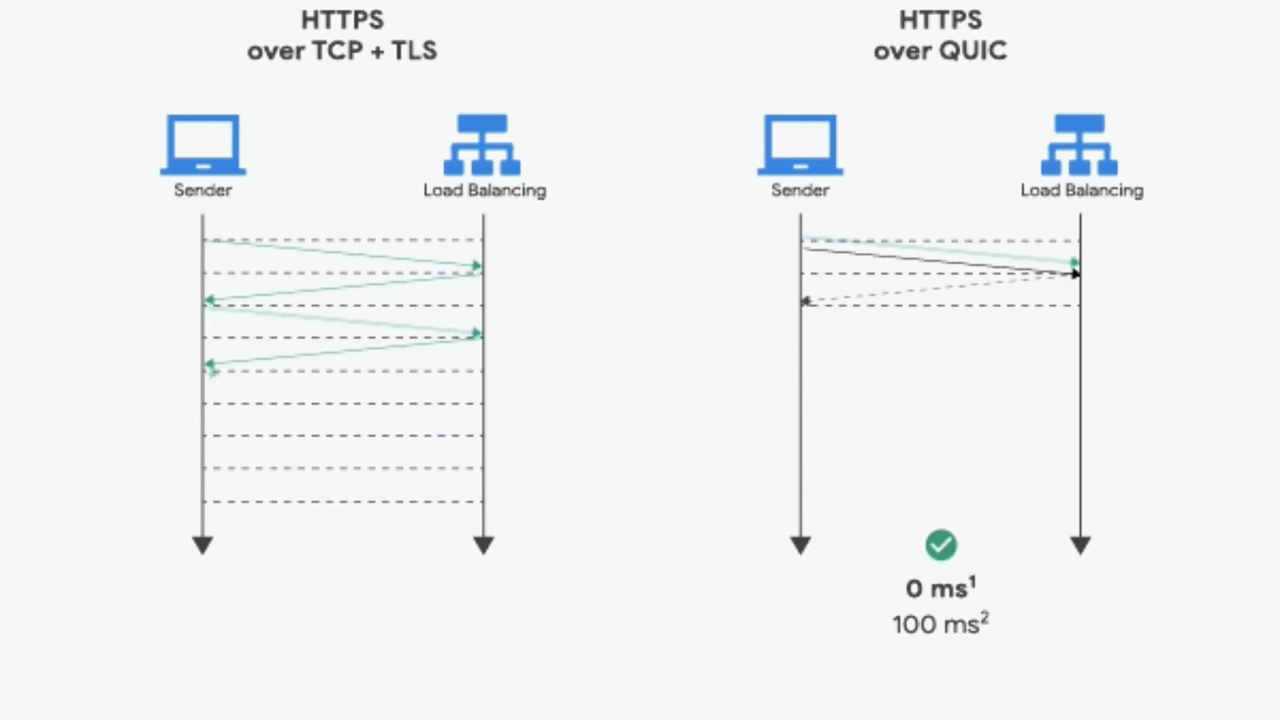 HTTPS
over TCP + TLS
HTTPS
over QUIC
Sender
Load Balancing
Sender
Load Balancing
0 ms¹
100 ms²